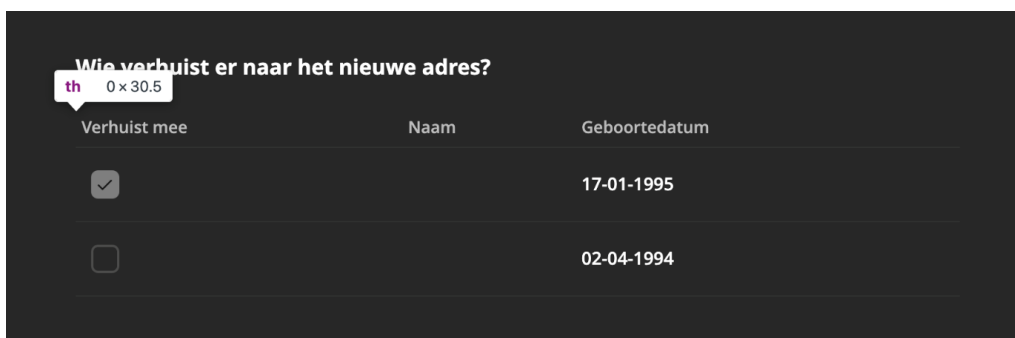 Wie verhuist er naar het nieuwe adres?
th 0 × 30.5
Verhuist mee Naam Geboortedatum
17-01-1995
02-04-1994